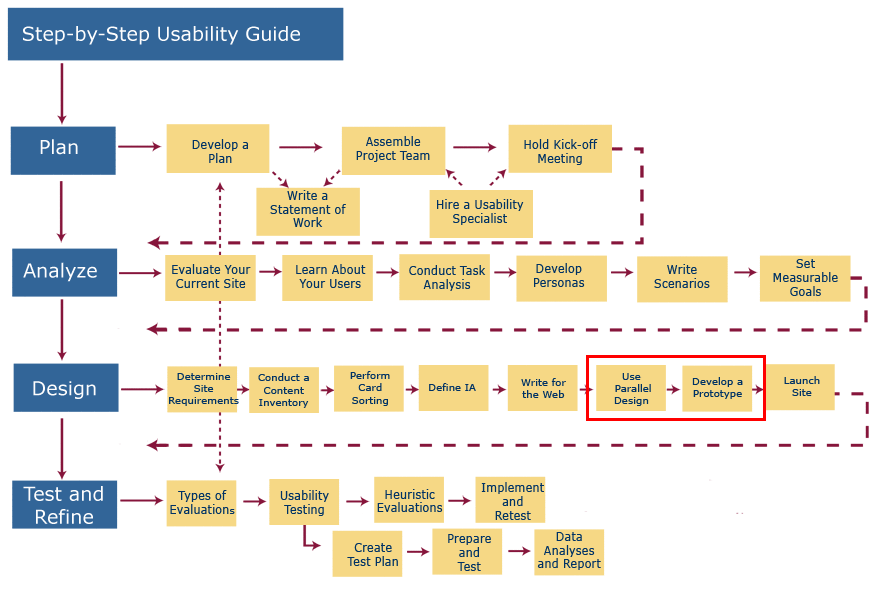 Step-by-Step Usability Guide
Plan
Develop a
Plan
Assemble
Project Team
Hold Kick-off
Meeting
Write a
Statement of
Work
Hire a Usability
Specialist
Analyze
Evaluate Your
Current Site
Learn About
Your Users
Conduct Task
Analysis
Develop
Personas
Write
Scenarios
Set
Measurable
Goals
Design
Determine
Site
Requirements
Conduct a
Content
Inventory
Perform
Card
Sorting
Define IA
Write for
the Web
Use
Parallel
Design
Develop a
Prototype
Launch
Site
Test and
Refine
Types of
Evaluations
Usability
Testing
Heuristic
Evaluations
Implement
and
Retest
Create
Test Plan
Prepare
and
Test
Data
Analyses
and Report